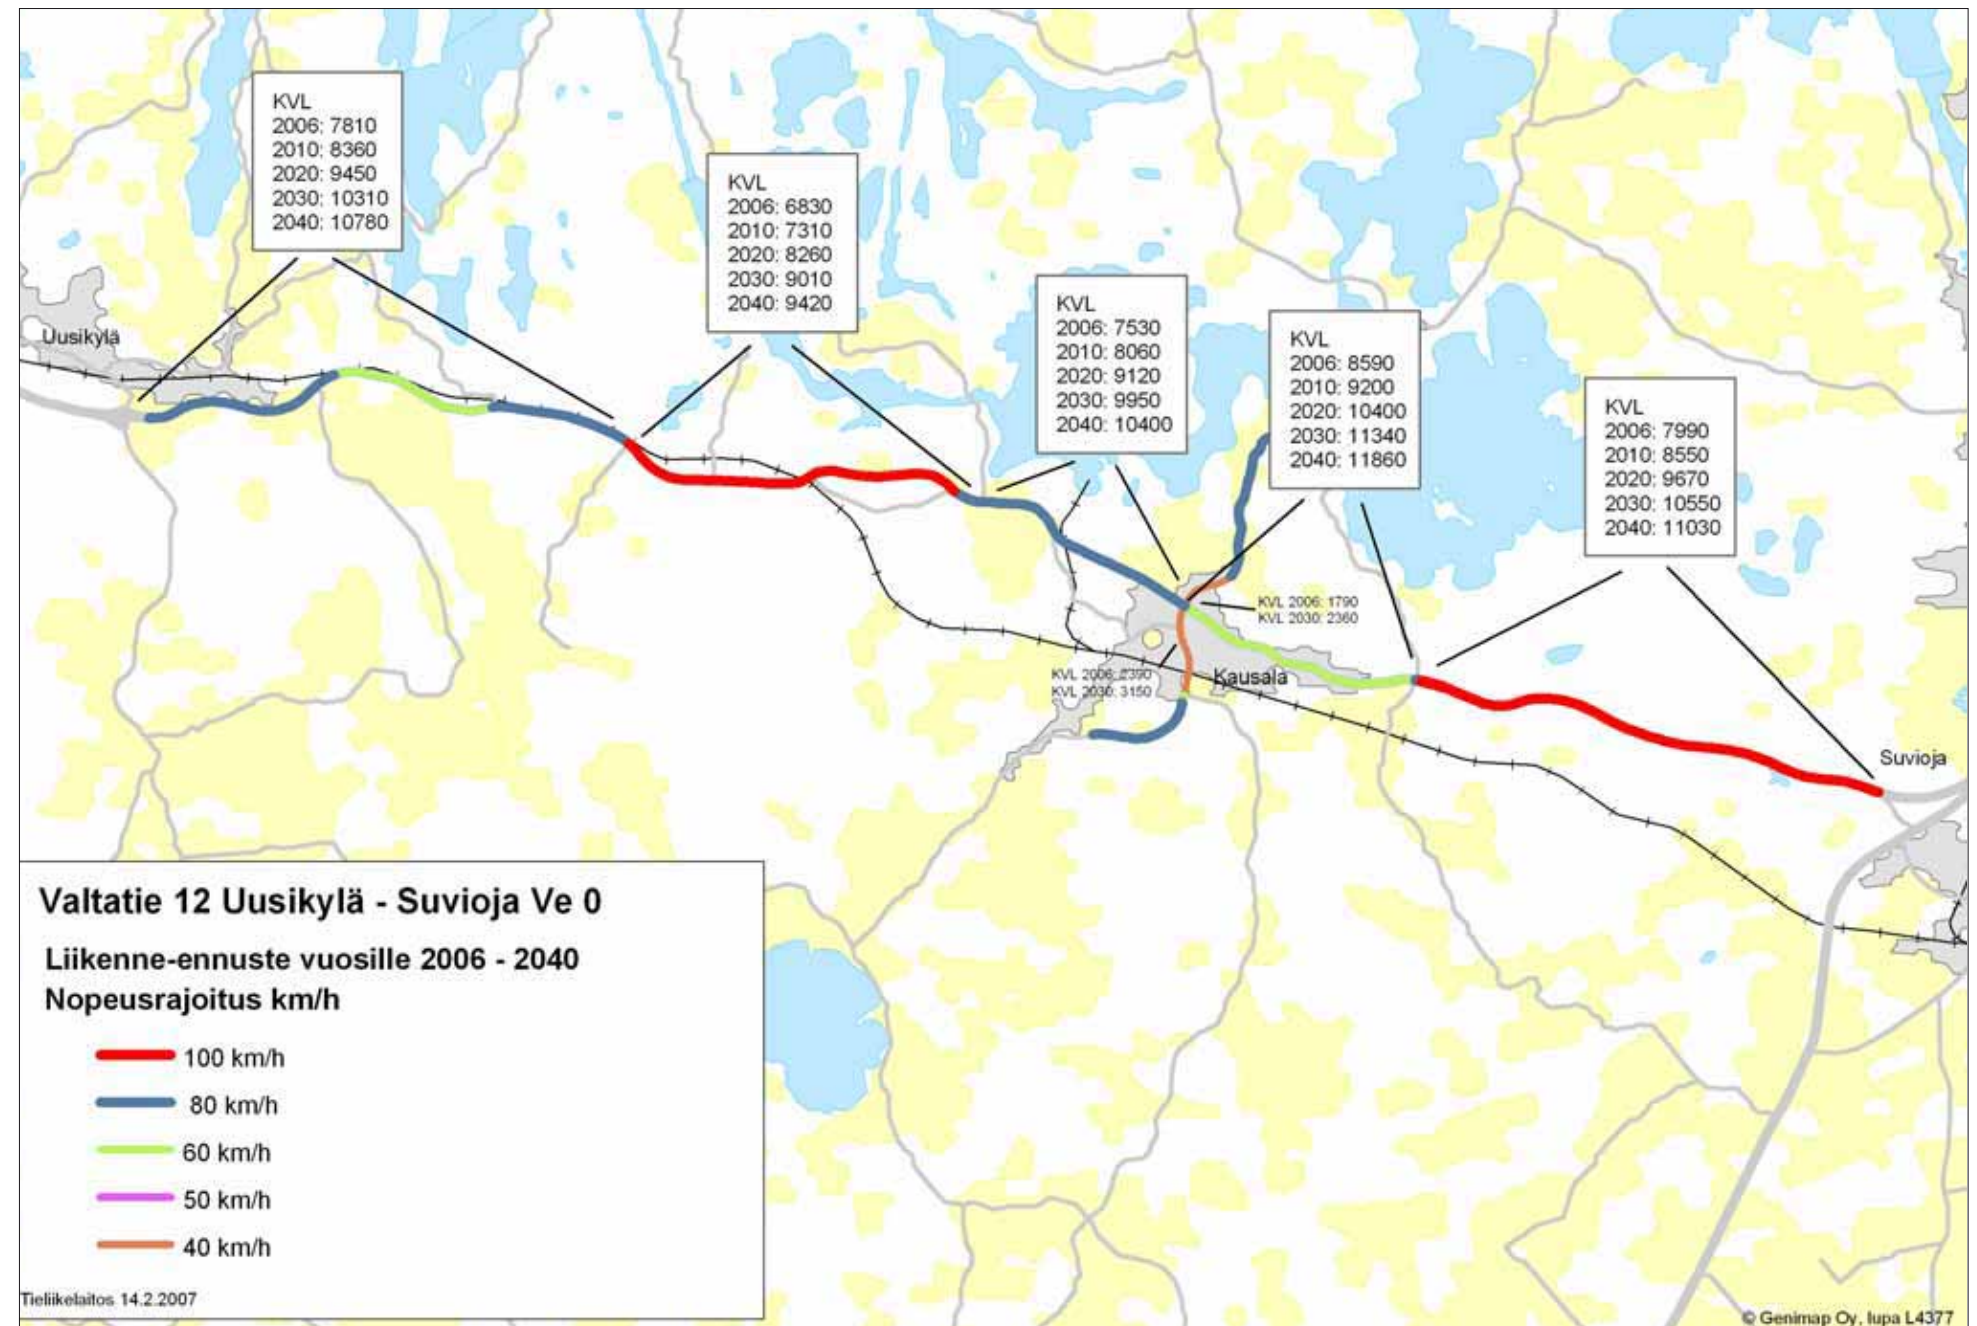 KVL
2006: 7810
2010: 8360
2020: 9450
2030: 10310
2040: 10780
KVL
2006: 6830
2010: 7310
2020: 8260
2030: 9010
2040: 9420
KVL
2006: 7530
2010: 8060
2020: 9120
2030: 9950
2040: 10400
KVL
2006: 8590
2010: 9200
2020: 10400
2030: 11340
2040: 11860
KVL
2006: 7990
2010: 8550
2020: 9670
2030: 10550
2040: 11030
Uusikylä
KVL 2006: 1790
KVL 2030: 2360
KVL 2006: 2390
KVL 2030: 3150
Kausala
Suvioja
Valtatie 12 Uusikylä - Suvioja Ve 0
Liikenne-ennuste vuosille 2006 - 2040
Nopeusrajoitus km/h
100 km/h
80 km/h
60 km/h
50 km/h
40 km/h
Tieliikelaitos 14.2.2007
© Genimap Oy, lupa L4377